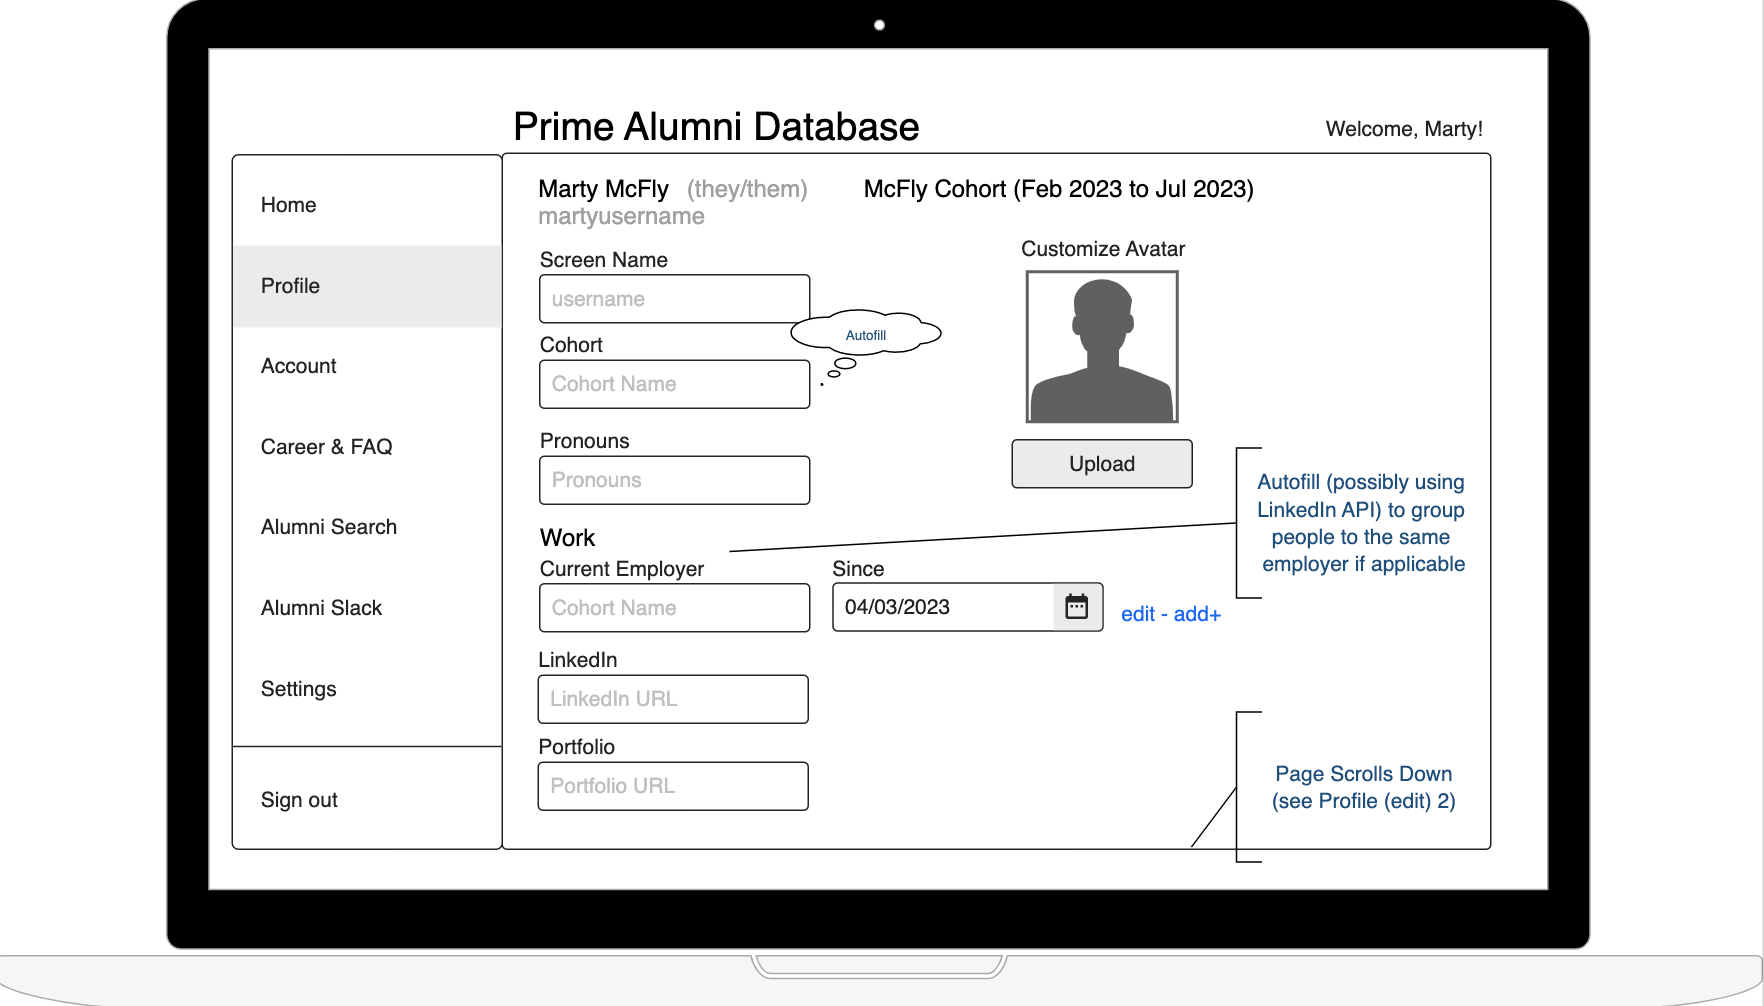 Prime Alumni Database
Welcome, Marty!
Home
Profile
Account
Career & FAQ
Alumni Search
Alumni Slack
Settings
Sign out
Marty McFly (they/them)
martyusername
McFly Cohort (Feb 2023 to Jul 2023)
Screen Name
username
Autofill
Cohort
Cohort Name
Pronouns
Pronouns
Customize Avatar
Upload
Work
Current Employer
Cohort Name
Since
04/03/2023
edit - add+
Autofill (possibly using
LinkedIn API) to group
people to the same
employer if applicable
LinkedIn
LinkedIn URL
Portfolio
Portfolio URL
Page Scrolls Down
(see Profile (edit) 2)